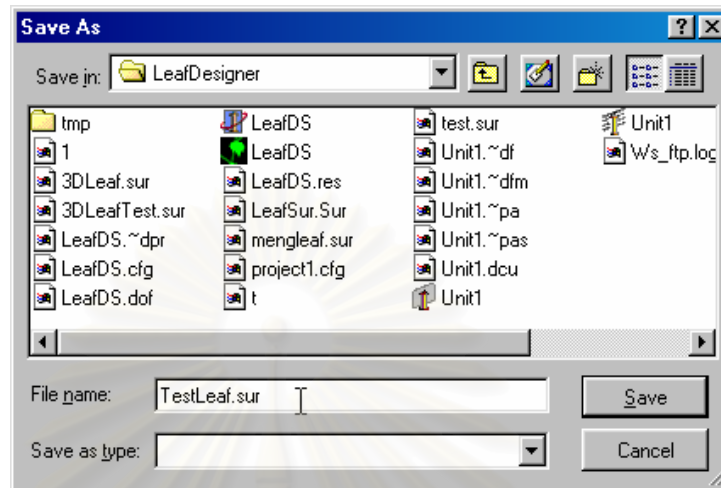 Save As
Save in: LeafDesigner
tmp
1
3DLeaf.sur
3DLeafTest.sur
LeafDS.~dpr
LeafDS.cfg
LeafDS.dof
LeafDS
LeafDS
LeafDS.res
LeafSur.Sur
mengleaf.sur
project1.cfg
t
test.sur
Unit1.~df
Unit1.~dfm
Unit1.~pa
Unit1.~pas
Unit1.dcu
Unit1
Unit1
Ws_ftp.log
File name: TestLeaf.sur Save
Save as type: Cancel